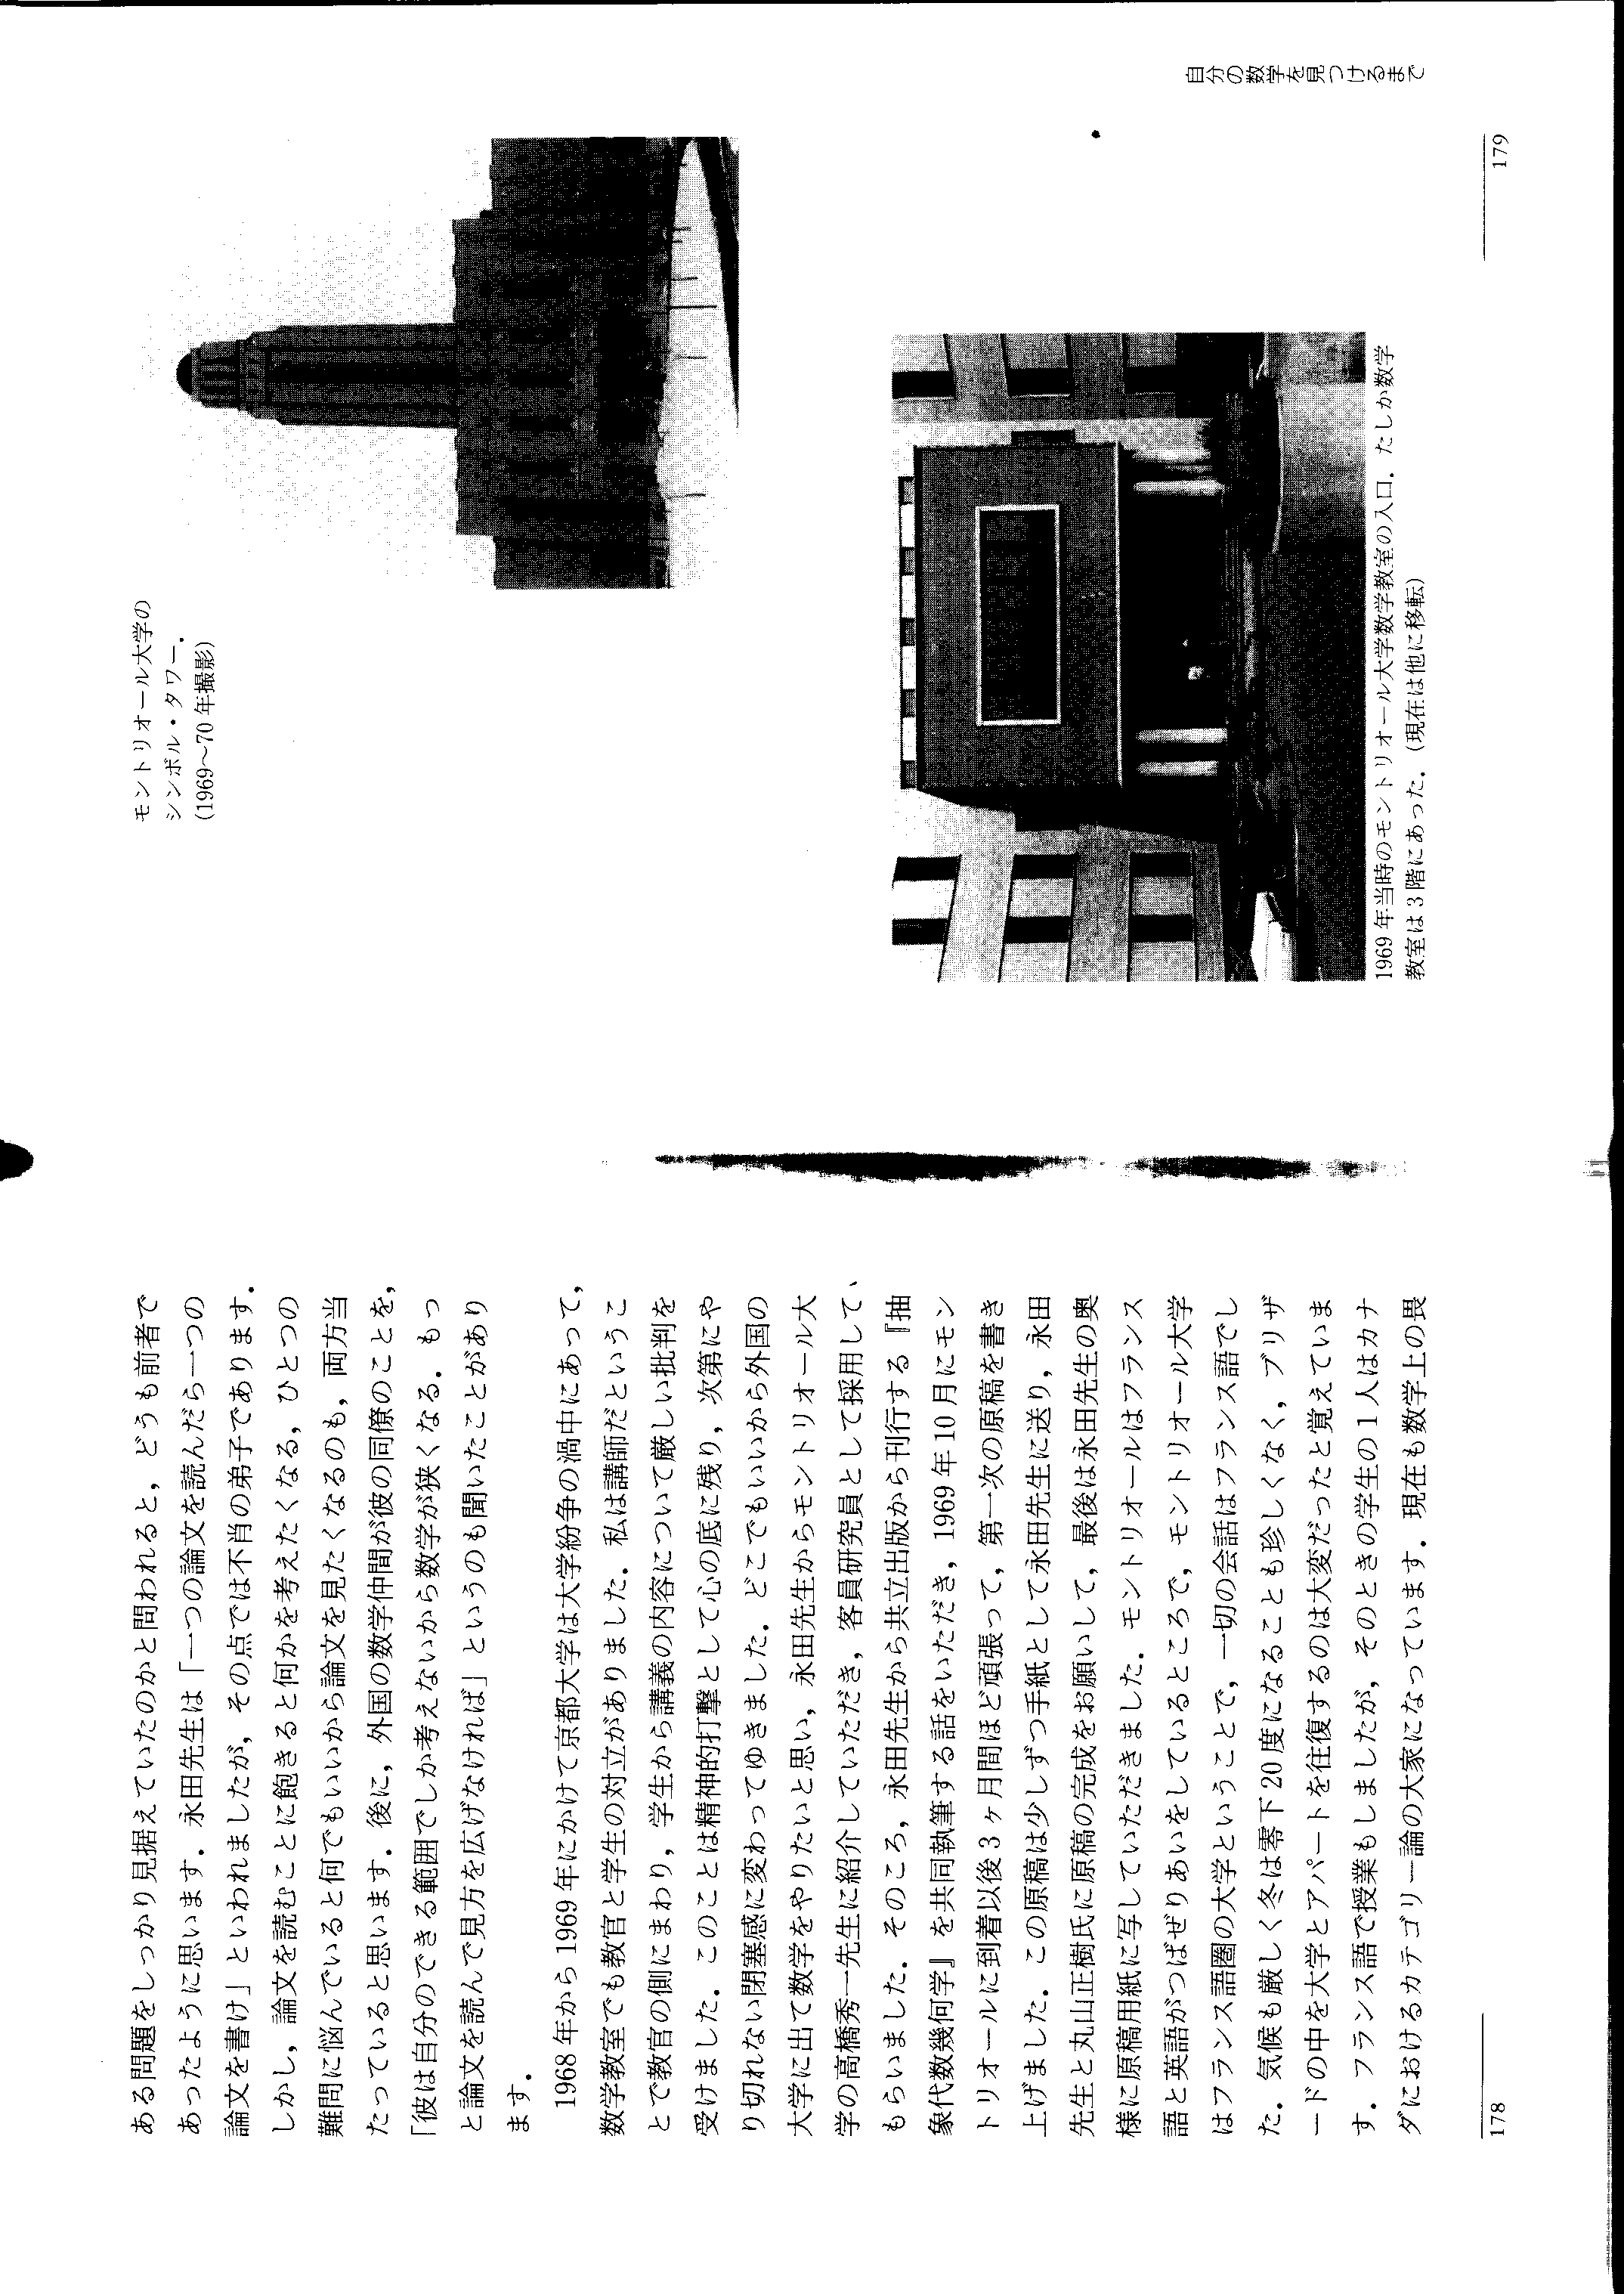 ある問題をしっかり見据えていたのかと問われると，どうも前者で
あったように思います．永田先生は「一つの論文を読んだら一つの
論文を書け」といわれましたが，その点では不肖の弟子であります．
しかし，論文を読むことに飽きると何かを考えたくなる，ひとつの
難問に悩んでいると何でもいいから論文を見たくなるのも，両方当
たっていると思います．後に，外国の数学仲間が彼の同僚のことを，
「彼は自分のできる範囲でしか考えないから数学が狭くなる．もっ
と論文を読んで見方を広げなければ」というのも聞いたことがあり
ます．
1968年から1969年にかけて京都大学は大学紛争の渦中にあって，
数学教室でも教官と学生の対立がありました．私は講師だというこ
とで教官の側にまわり，学生から講義の内容について厳しい批判を
受けました．このことは精神的打撃として心の底に残り，次第にや
り切れない閉塞感に変わってゆきました．どこでもいいから外国の
大学に出て数学をやりたいと思い，永田先生からモントリオール大
学の高橋秀一先生に紹介していただき，客員研究員として採用して
もらいました．そのころ，永田先生から共立出版から刊行する『抽
象代数幾何学』を共同執筆する話をいただき，1969年10月にモン
トリオールに到着以後3ヶ月間ほど頑張って，第一次の原稿を書き
上げました．この原稿は少しずつ手紙として永田先生に送り，永田
先生と丸山正樹氏に原稿の完成をお願いして，最後は永田先生の奥
様に原稿用紙に写していただきました．モントリオールはフランス
語と英語がつばぜりあいをしているところで，モントリオール大学
はフランス語圏の大学ということで，一切の会話はフランス語でし
た．気候も厳しく冬は零下20度になることも珍しくなく，ブリザ
ードの中を大学とアパートを往復するのは大変だったと覚えていま
す．フランス語で授業もしましたが，そのときの学生の1人はカナ
ダにおけるカテゴリー論の大家になっています．現在も数学上の畏
178
モントリオール大学の
シンボル・タワー．
(1969〜70年撮影)
1969年当時のモントリオール大学数学教室の入口．たしか数学
教室は3階にあった．(現在は他に移転)
自分の数学を見つけるまで
179